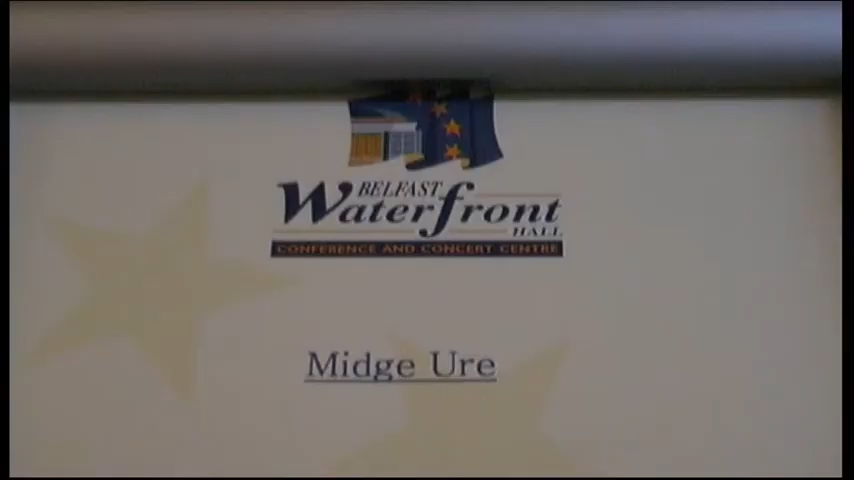 BELFAST
Waterfront
HALL
CONFERENCE AND CONCERT CENTRE
Midge Ure